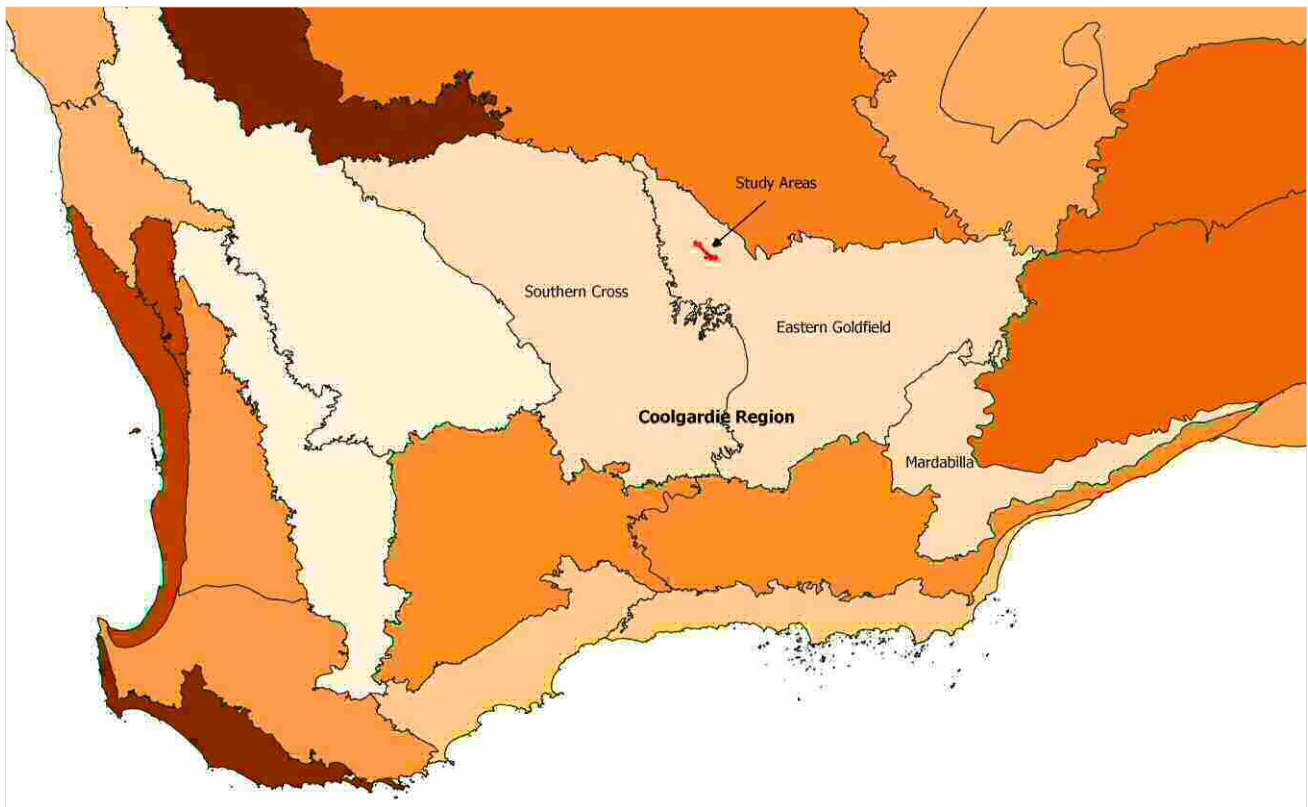 Study Areas
Southern Cross
Eastern Goldfield
Coolgardie Region
Mardabilla